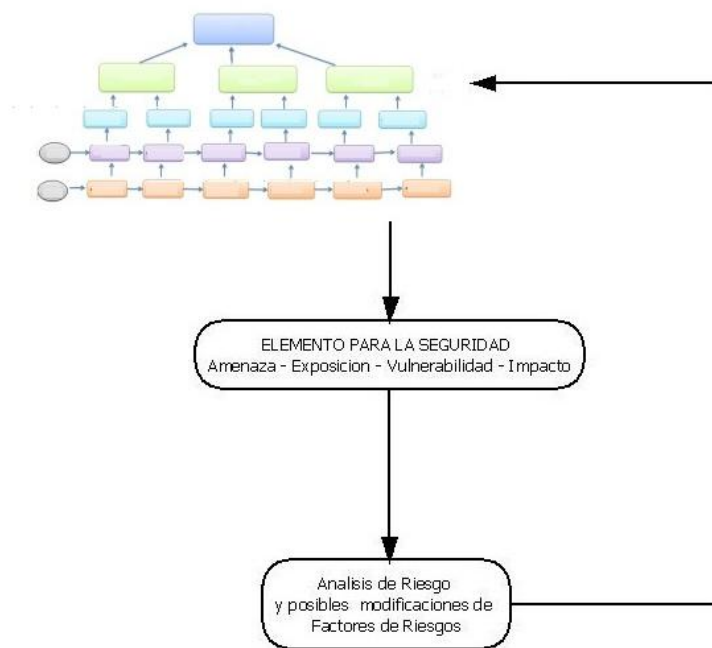 ELEMENTO PARA LA SEGURIDAD
Amenaza - Exposicion - Vulnerabilidad - Impacto
Analisis de Riesgo
y posibles modificaciones de
Factores de Riesgos